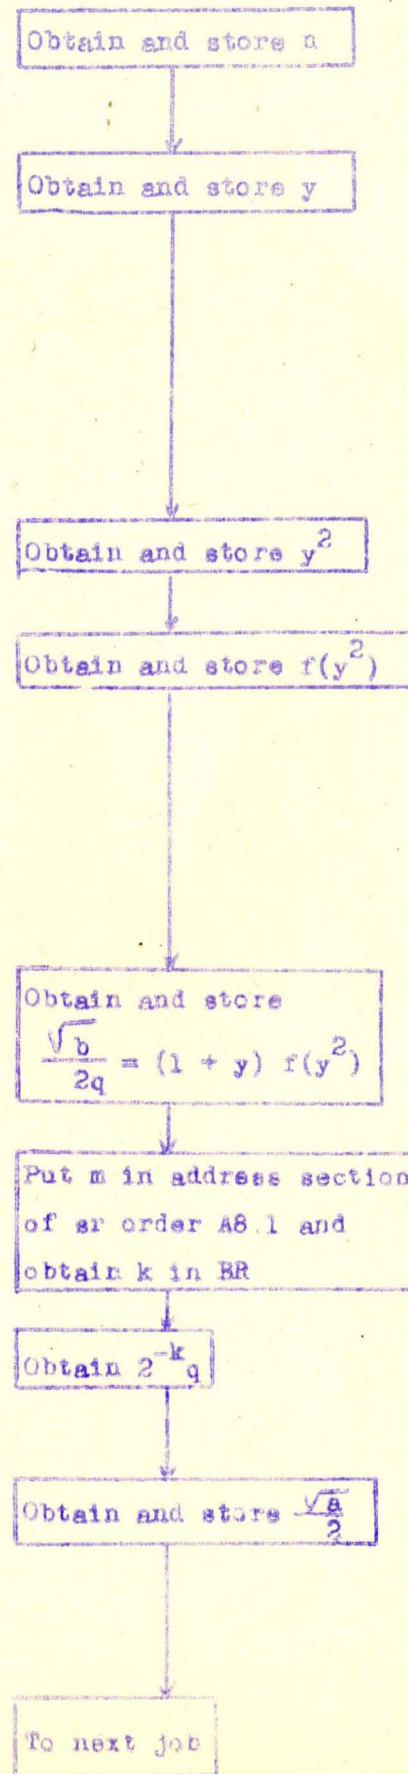 Obtain and store n
Obtain and store y
Obtain and store y²
Obtain and store f(y²)
Obtain and store
√b/2q = (1 + y) f(y²)
Put m in address section
of sr order A8.1 and
obtain k in BR
Obtain 2⁻ᵏq
Obtain and store √a/2
To next job